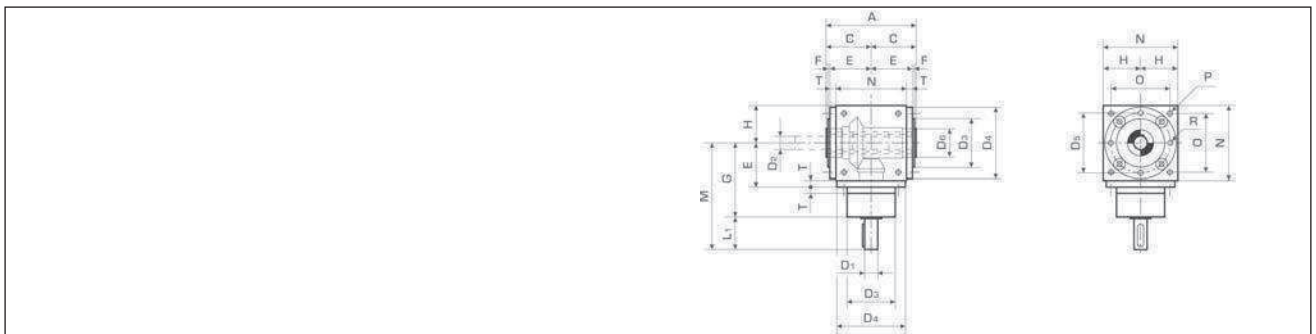 A
C C
F E E F
T N T
H
D2
D6
D3
D4
M
G
E
T
T
L1
D1
D3
D4
N
H H
O
P
R
D5
O
N